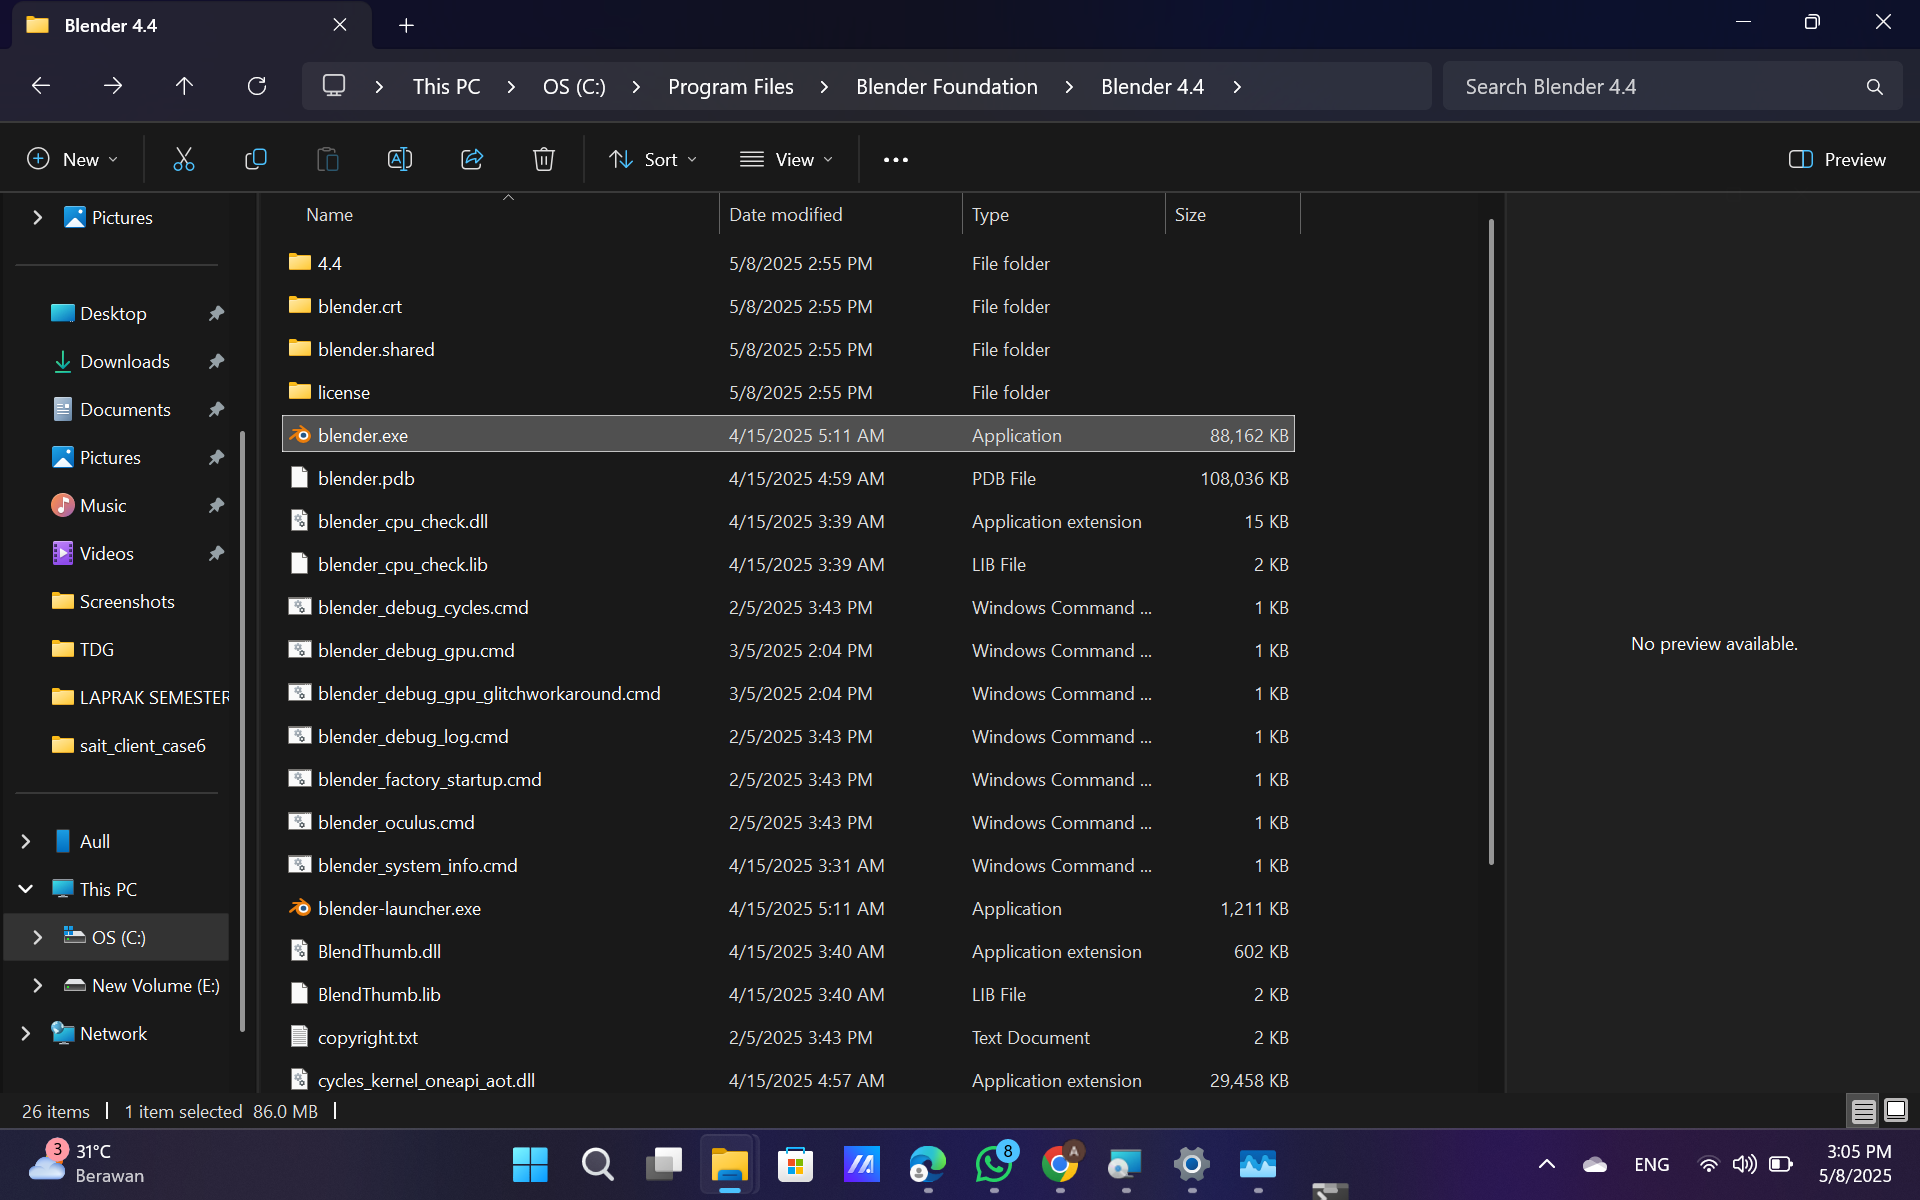 Blender 4.4
This PC
OS (C:)
Program Files
Blender Foundation
Blender 4.4
Search Blender 4.4
New
Sort
View
Preview
Pictures
Desktop
Downloads
Documents
Pictures
Music
Videos
Screenshots
TDG
LAPRAK SEMESTER
sait_client_case6
Aull
This PC
OS (C:)
New Volume (E:)
Network
Name Date modified Type Size
4.4 5/8/2025 2:55 PM File folder
blender.crt 5/8/2025 2:55 PM File folder
blender.shared 5/8/2025 2:55 PM File folder
license 5/8/2025 2:55 PM File folder
blender.exe 4/15/2025 5:11 AM Application 88,162 KB
blender.pdb 4/15/2025 4:59 AM PDB File 108,036 KB
blender_cpu_check.dll 4/15/2025 3:39 AM Application extension 15 KB
blender_cpu_check.lib 4/15/2025 3:39 AM LIB File 2 KB
blender_debug_cycles.cmd 2/5/2025 3:43 PM Windows Command ... 1 KB
blender_debug_gpu.cmd 3/5/2025 2:04 PM Windows Command ... 1 KB
blender_debug_gpu_glitchworkaround.cmd 3/5/2025 2:04 PM Windows Command ... 1 KB
blender_debug_log.cmd 2/5/2025 3:43 PM Windows Command ... 1 KB
blender_factory_startup.cmd 2/5/2025 3:43 PM Windows Command ... 1 KB
blender_oculus.cmd 2/5/2025 3:43 PM Windows Command ... 1 KB
blender_system_info.cmd 4/15/2025 3:31 AM Windows Command ... 1 KB
blender-launcher.exe 4/15/2025 5:11 AM Application 1,211 KB
BlendThumb.dll 4/15/2025 3:40 AM Application extension 602 KB
BlendThumb.lib 4/15/2025 3:40 AM LIB File 2 KB
copyright.txt 2/5/2025 3:43 PM Text Document 2 KB
cycles_kernel_oneapi_aot.dll 4/15/2025 4:57 AM Application extension 29,458 KB
No preview available.
26 items
1 item selected 86.0 MB
3
31°C
Berawan
8
A
ENG
3:05 PM
5/8/2025